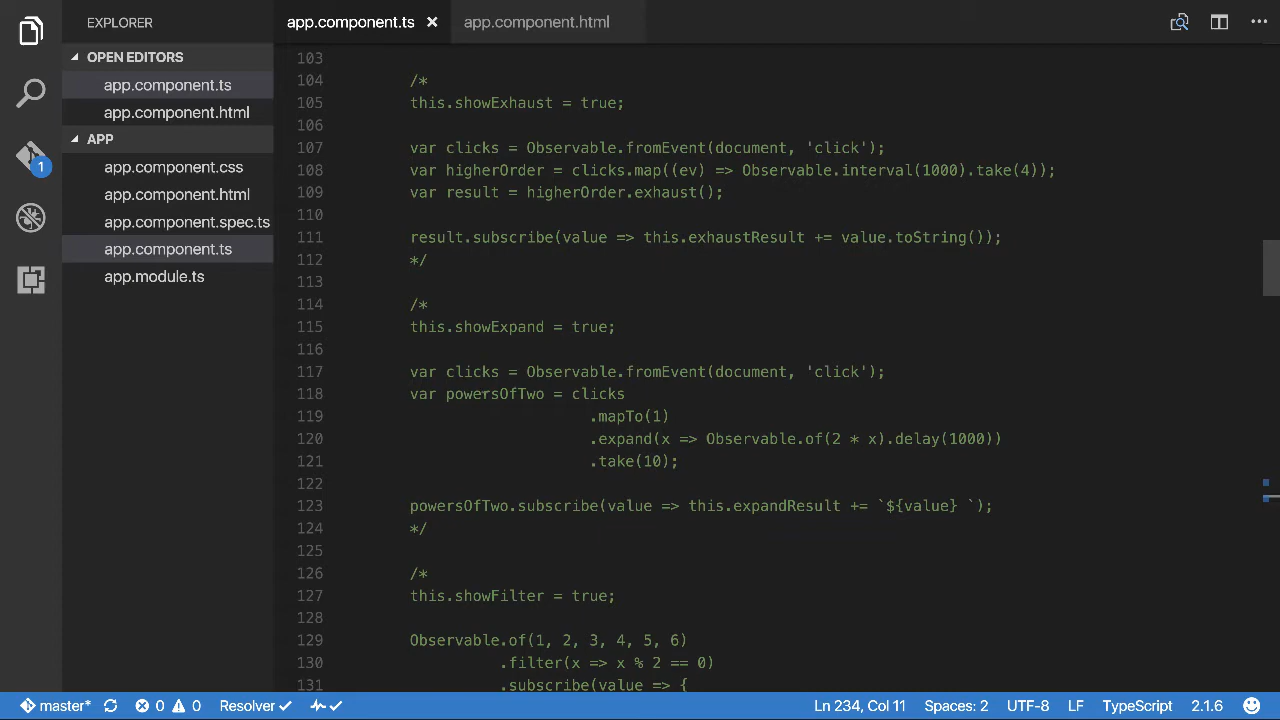 EXPLORER
app.component.ts
app.component.html
OPEN EDITORS
app.component.ts
app.component.html
APP
app.component.css
app.component.html
app.component.spec.ts
app.component.ts
app.module.ts
1
103
104 /*
105 this.showExhaust = true;
106
107 var clicks = Observable.fromEvent(document, 'click');
108 var higherOrder = clicks.map((ev) => Observable.interval(1000).take(4));
109 var result = higherOrder.exhaust();
110
111 result.subscribe(value => this.exhaustResult += value.toString());
112 */
113
114 /*
115 this.showExpand = true;
116
117 var clicks = Observable.fromEvent(document, 'click');
118 var powersOfTwo = clicks
119 .mapTo(1)
120 .expand(x => Observable.of(2 * x).delay(1000))
121 .take(10);
122
123 powersOfTwo.subscribe(value => this.expandResult += `${value} `);
124 */
125
126 /*
127 this.showFilter = true;
128
129 Observable.of(1, 2, 3, 4, 5, 6)
130 .filter(x => x % 2 == 0)
131 .subscribe(value => {
master* 0 0 Resolver Ln 234, Col 11 Spaces: 2 UTF-8 LF TypeScript 2.1.6